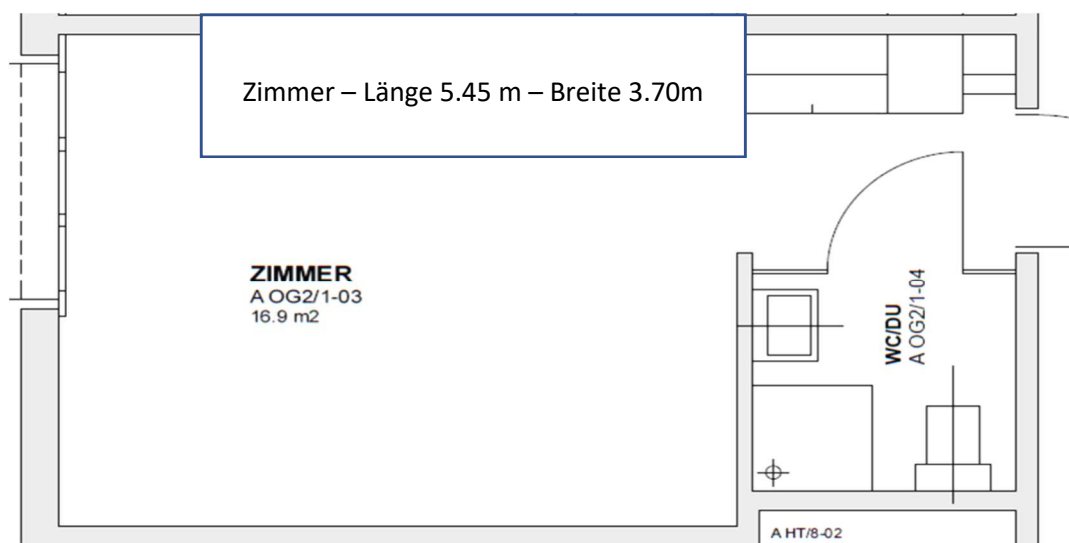 Zimmer – Länge 5.45 m – Breite 3.70m
ZIMMER
A OG2/1-03
16.9 m2
WC/DU
A OG2/1-04
A HT/8-02